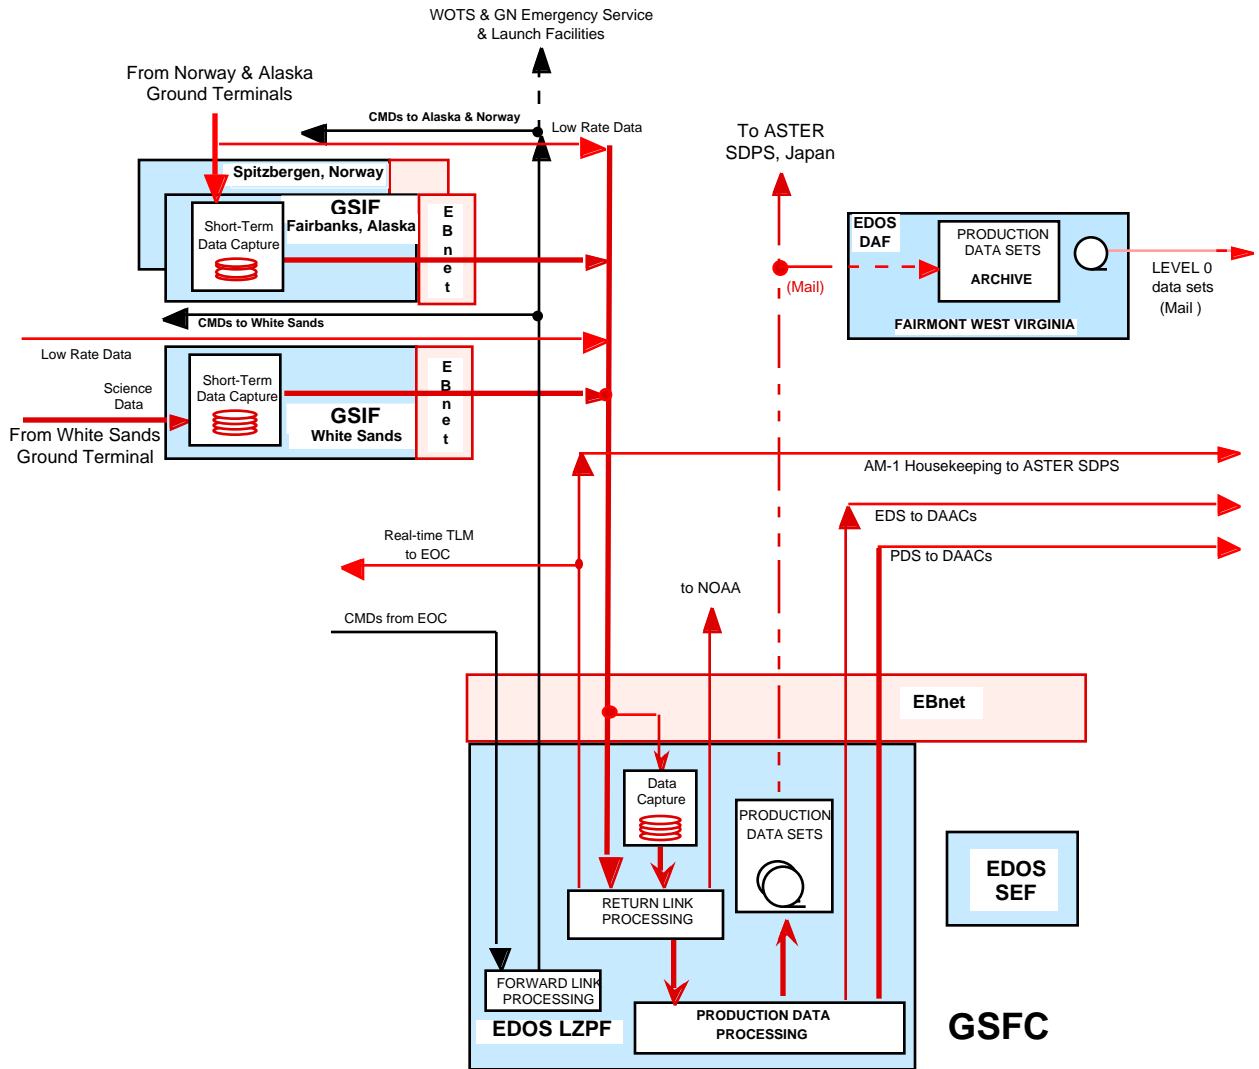 WOTS & GN Emergency Service
& Launch Facilities
From Norway & Alaska
Ground Terminals
CMDs to Alaska & Norway
Low Rate Data
To ASTER
SDPS, Japan
Spitzbergen, Norway
GSIF
Fairbanks, Alaska
Short-Term
Data Capture
E
B
n
e
t
EDOS
DAF
PRODUCTION
DATA SETS
ARCHIVE
FAIRMONT WEST VIRGINIA
LEVEL 0
data sets
(Mail )
(Mail)
CMDs to White Sands
Low Rate Data
Science
Data
From White Sands
Ground Terminal
Short-Term
Data Capture
GSIF
White Sands
E
B
n
e
t
AM-1 Housekeeping to ASTER SDPS
EDS to DAACs
PDS to DAACs
Real-time TLM
to EOC
to NOAA
CMDs from EOC
EBnet
Data
Capture
PRODUCTION
DATA SETS
RETURN LINK
PROCESSING
FORWARD LINK
PROCESSING
EDOS LZPF
PRODUCTION DATA
PROCESSING
EDOS
SEF
GSFC